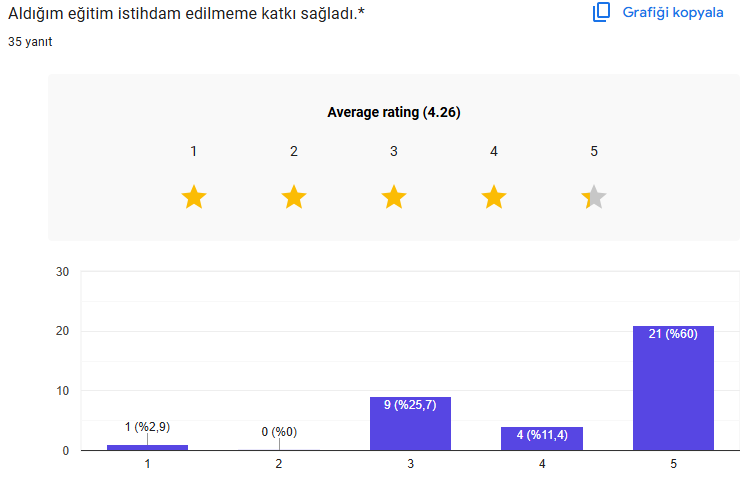 Aldığım eğitim istihdam edilmeme katkı sağladı.*
Grafiği kopyala
35 yanıt
Average rating (4.26)
1 2 3 4 5
30
20
10
0
1 (%2,9)
0 (%0)
9 (%25,7)
4 (%11,4)
21 (%60)
1 2 3 4 5